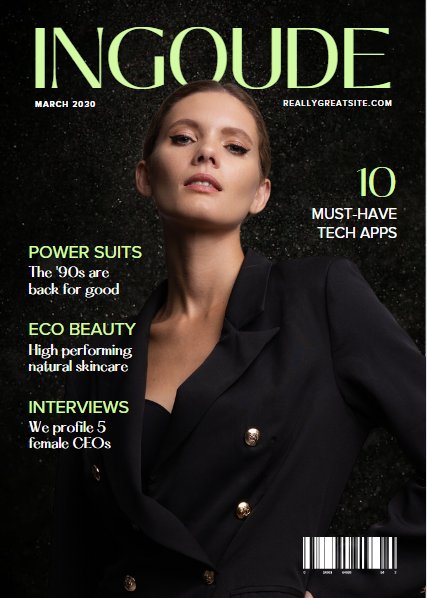 INGOUDE
MARCH 2030
REALLYGREATSITE.COM
10
MUST-HAVE
TECH APPS
POWER SUITS
The '90s are
back for good
ECO BEAUTY
High performing
natural skincare
INTERVIEWS
We profile 5
female CEOs